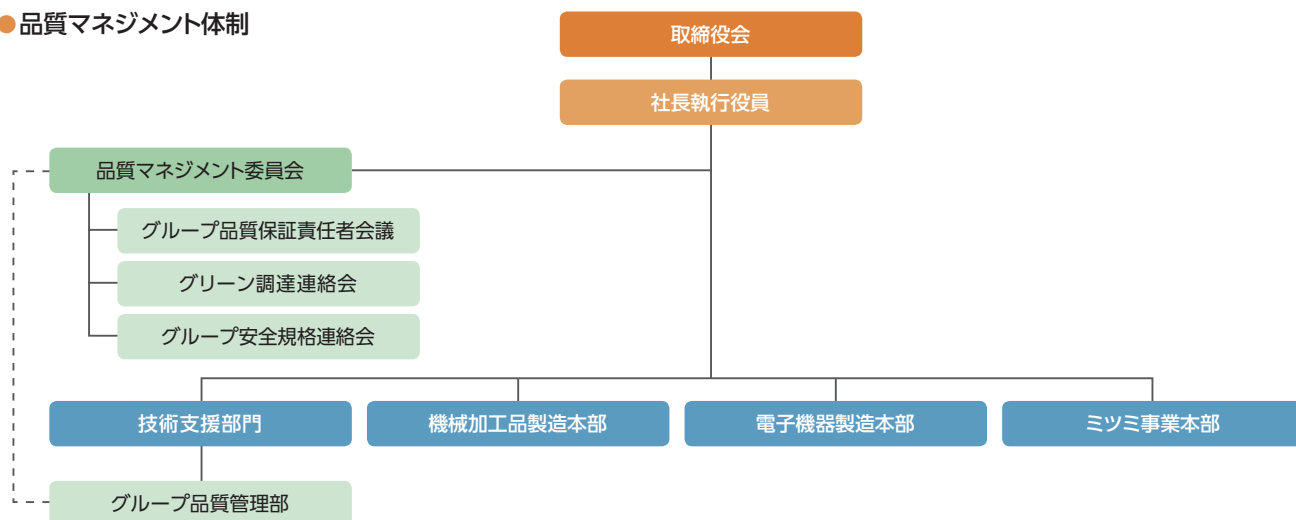 ●品質マネジメント体制
取締役会
社長執行役員
品質マネジメント委員会
グループ品質保証責任者会議
グリーン調達連絡会
グループ安全規格連絡会
技術支援部門
機械加工品製造本部
電子機器製造本部
ミツミ事業本部
グループ品質管理部